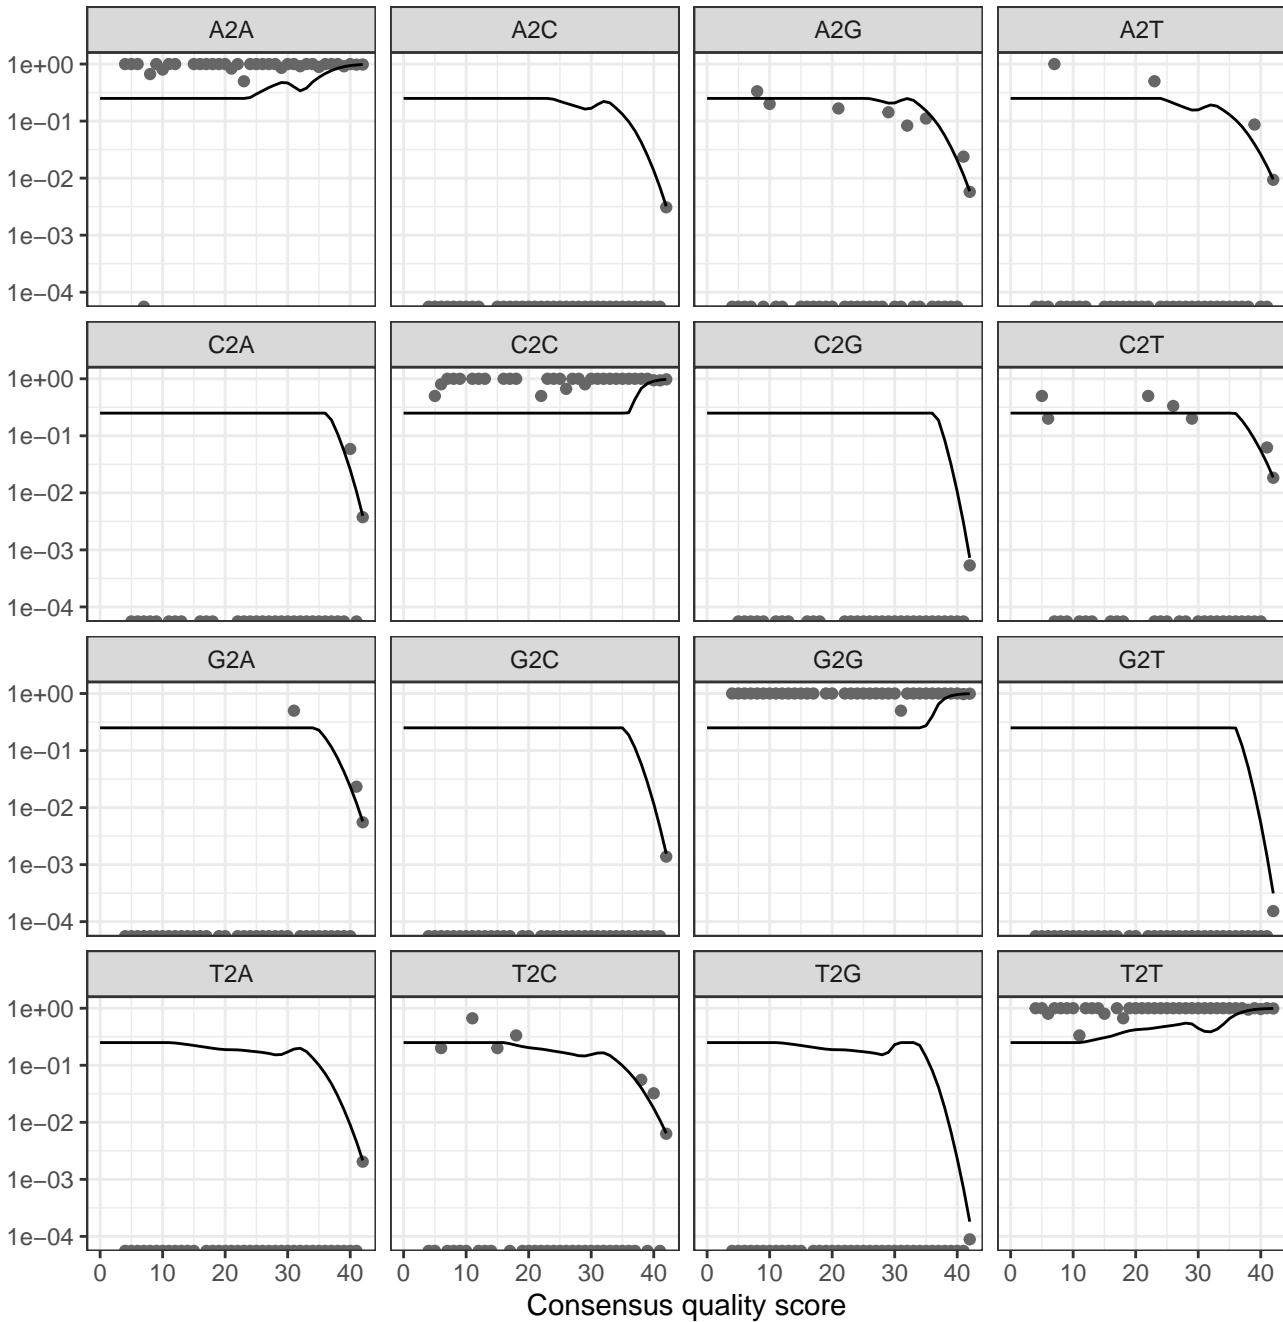 A2A A2C A2G A2T
1e+00
1e−01
1e−02
1e−03
1e−04
C2A C2C C2G C2T
1e+00
1e−01
1e−02
1e−03
1e−04
G2A G2C G2G G2T
1e+00
1e−01
1e−02
1e−03
1e−04
T2A T2C T2G T2T
1e+00
1e−01
1e−02
1e−03
1e−04
0 10 20 30 40 0 10 20 30 40 0 10 20 30 40 0 10 20 30 40
Consensus quality score